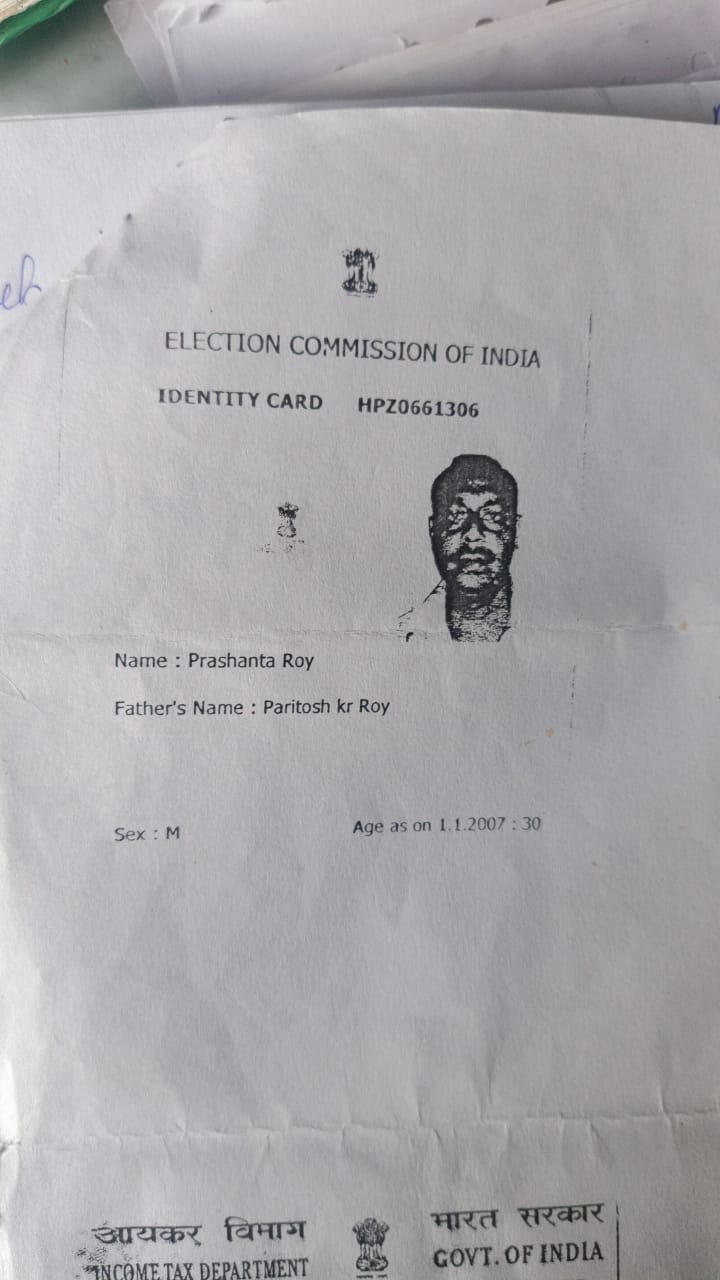 ELECTION COMMISSION OF INDIA
IDENTITY CARD HPZ0661306
Name : Prashanta Roy
Father's Name : Paritosh kr Roy
Sex : M Age as on 1.1.2007 : 30
आयकर विभाग भारत सरकार
INCOME TAX DEPARTMENT GOVT. OF INDIA